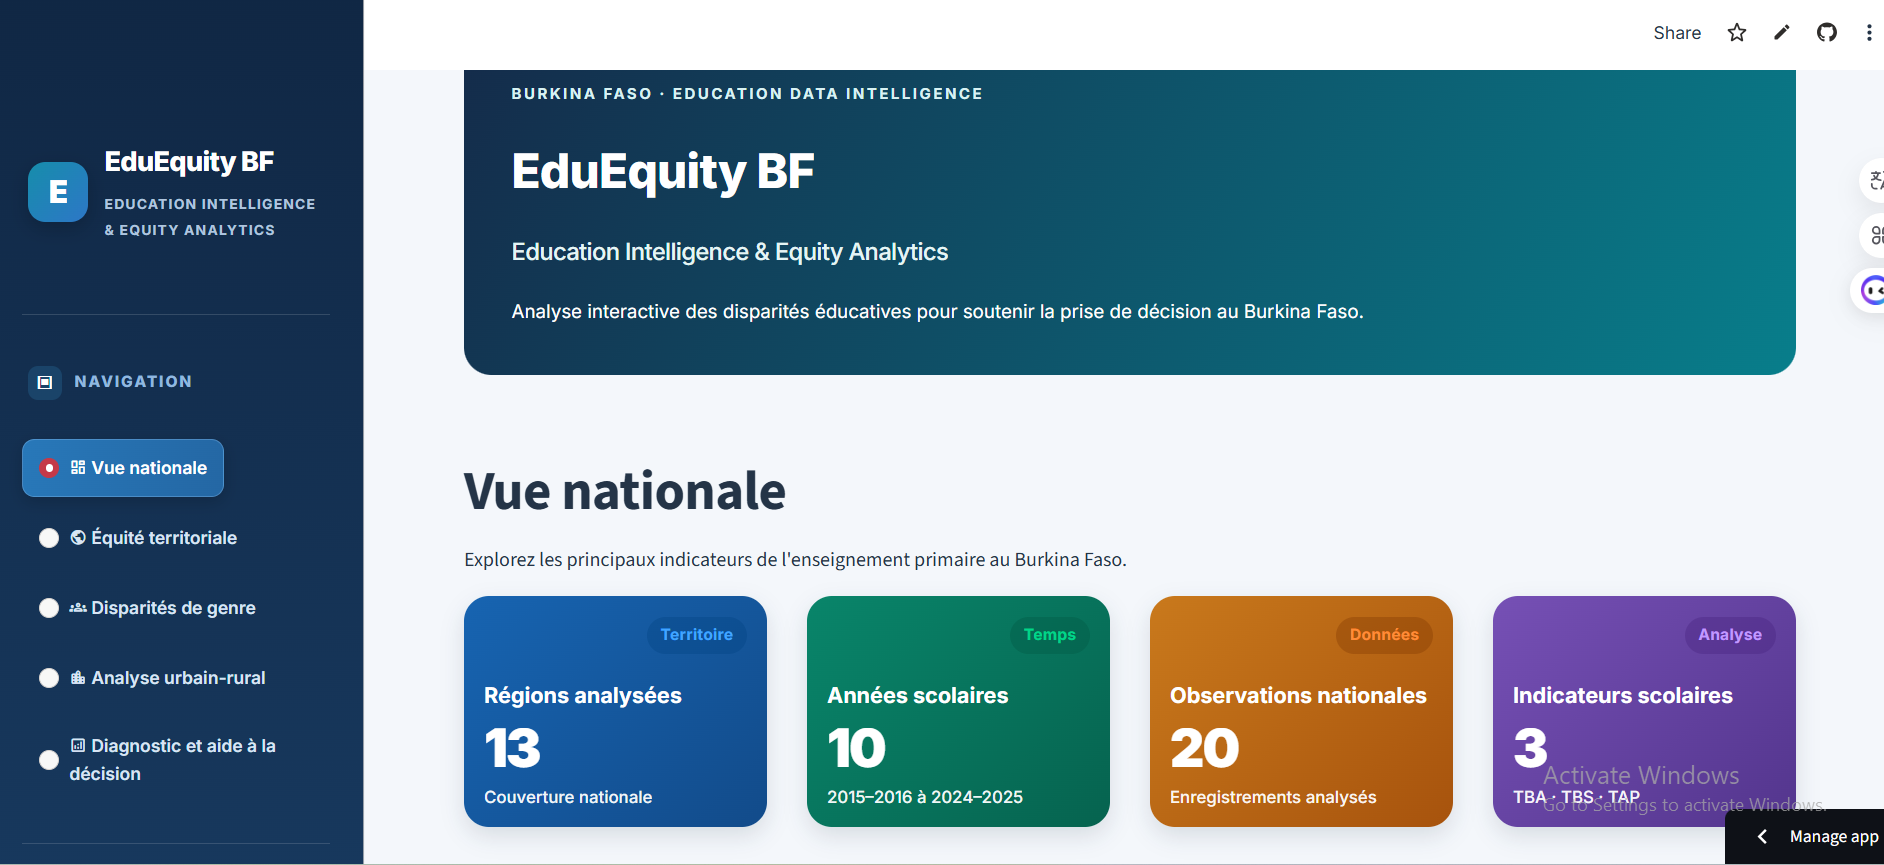 Share
EduEquity BF
EDUCATION INTELLIGENCE
& EQUITY ANALYTICS
NAVIGATION
Vue nationale
Équité territoriale
Disparités de genre
Analyse urbain-rural
Diagnostic et aide à la
décision
BURKINA FASO · EDUCATION DATA INTELLIGENCE
EduEquity BF
Education Intelligence & Equity Analytics
Analyse interactive des disparités éducatives pour soutenir la prise de décision au Burkina Faso.
Vue nationale
Explorez les principaux indicateurs de l'enseignement primaire au Burkina Faso.
Territoire
Régions analysées
13
Couverture nationale
Temps
Années scolaires
10
2015–2016 à 2024–2025
Données
Observations nationales
20
Enregistrements analysés
Analyse
Indicateurs scolaires
3
TBA · TBS · TAP
Activate Windows
Go to Settings to activate Windows.
Manage app
E